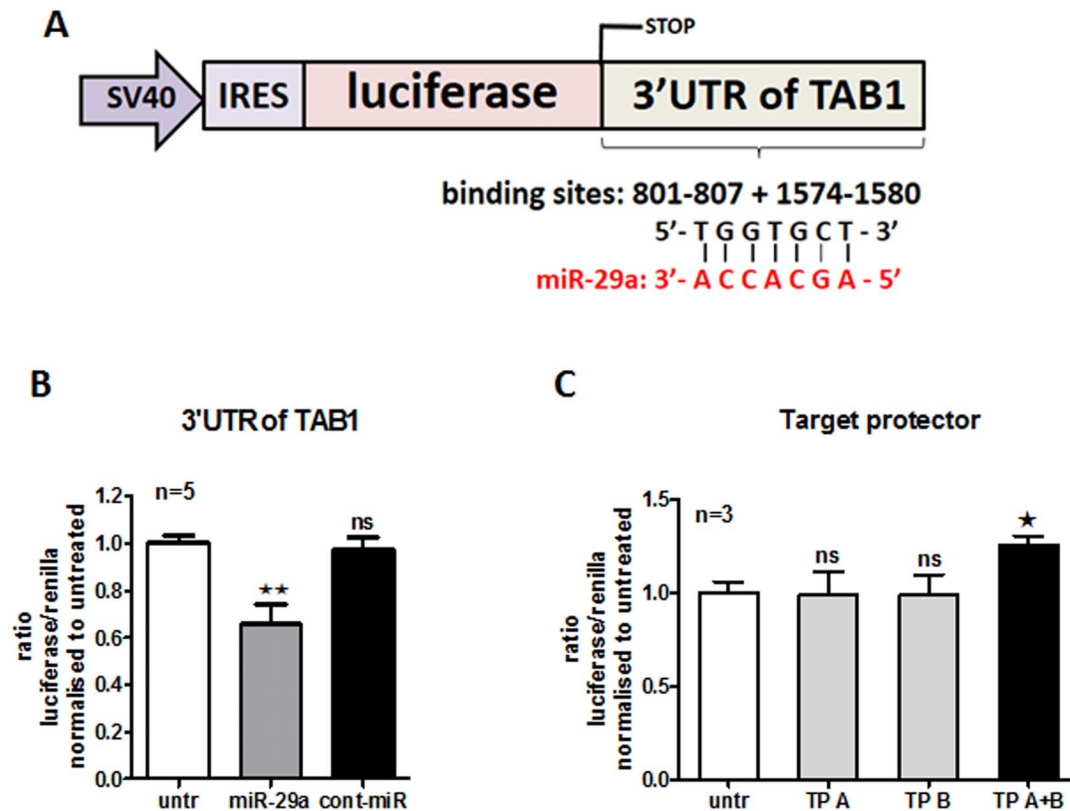 A
STOP
SV40 IRES luciferase 3'UTR of TAB1
binding sites: 801-807 + 1574-1580
5'- T G G T G C T - 3'
miR-29a: 3'- A C C A C G A - 5'
B
3'UTR of TAB1
n=5
ratio
luciferase/renilla
normalised to untreated
1.2
1.0
0.8
0.6
0.4
0.2
0.0
★★
ns
untr miR-29a cont-miR
C
Target protector
n=3
ratio
luciferase/renilla
normalised to untreated
1.5
1.0
0.5
0.0
ns
ns
★
untr TP A TP B TP A+B